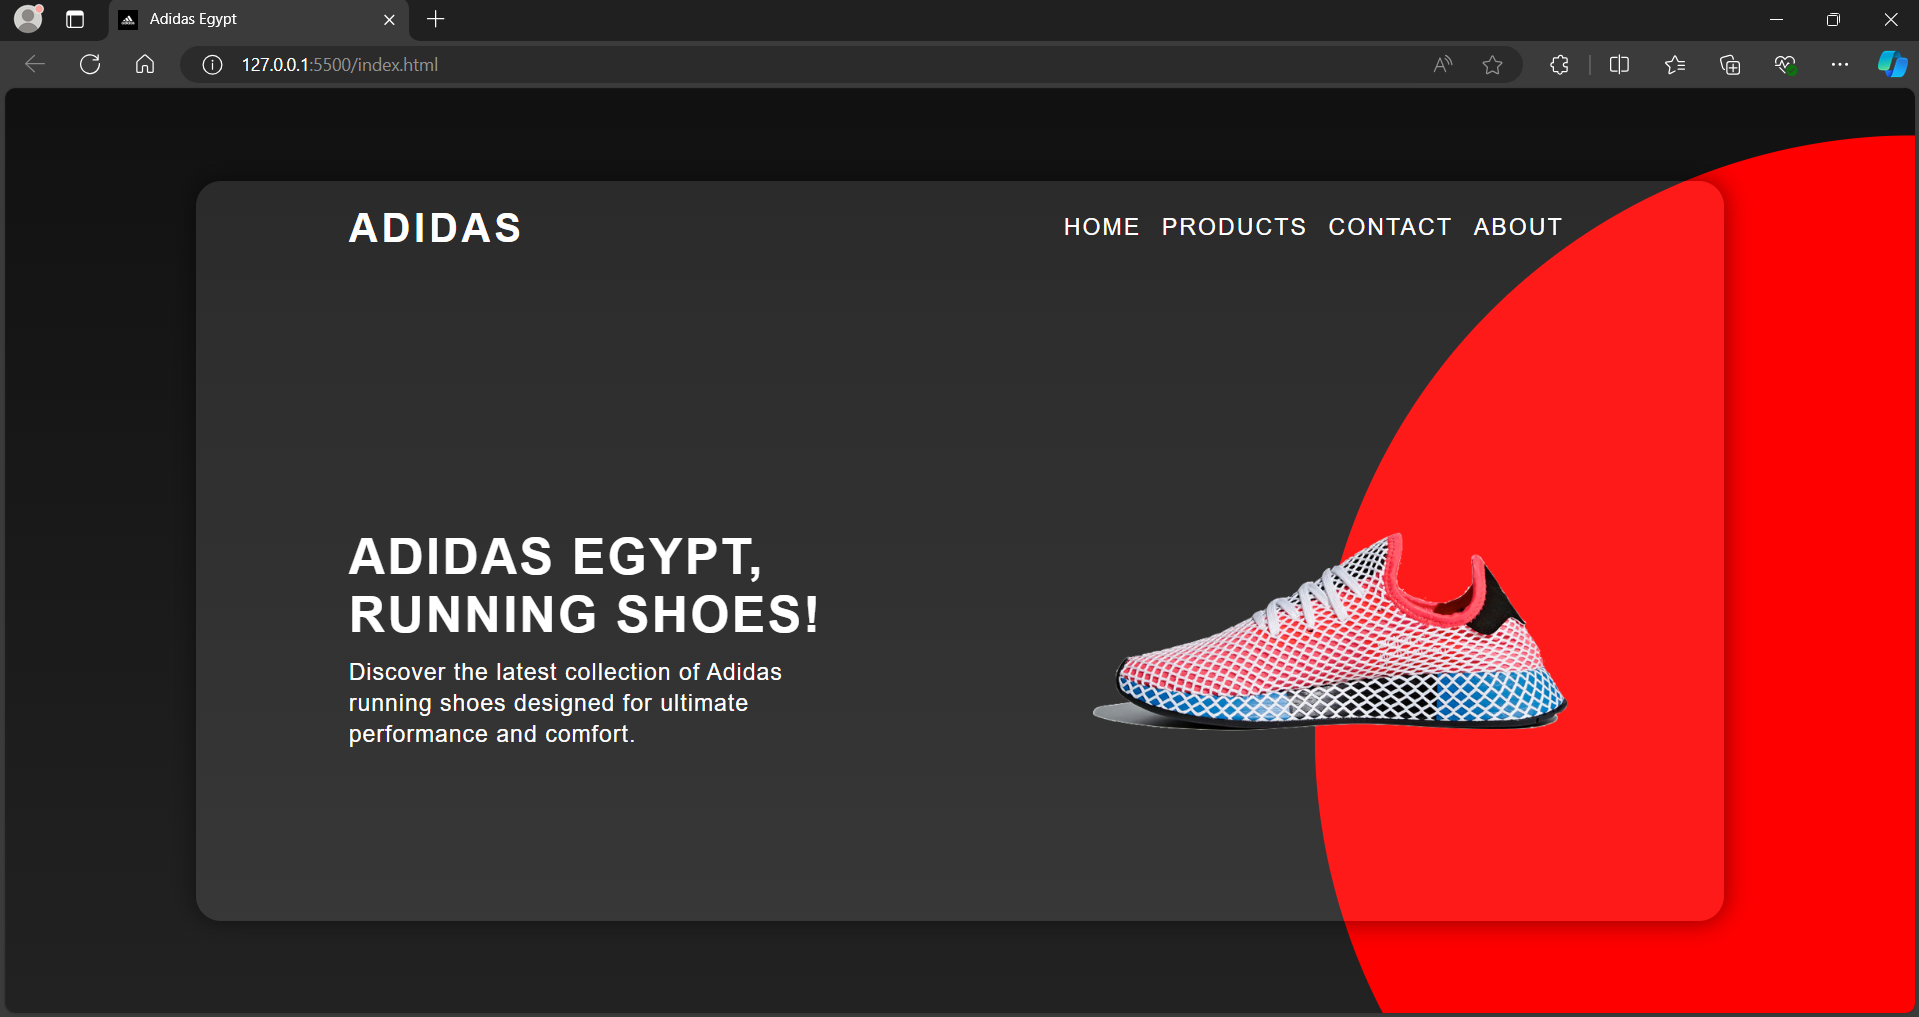 Adidas Egypt
127.0.0.1:5500/index.html
ADIDAS
HOME PRODUCTS CONTACT ABOUT
ADIDAS EGYPT,
RUNNING SHOES!
Discover the latest collection of Adidas
running shoes designed for ultimate
performance and comfort.